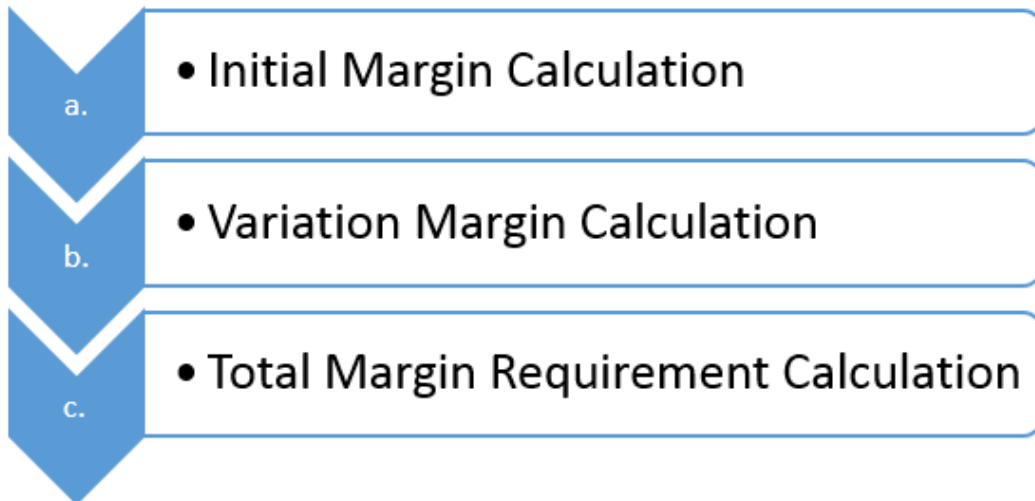 a.
• Initial Margin Calculation
b.
• Variation Margin Calculation
c.
• Total Margin Requirement Calculation